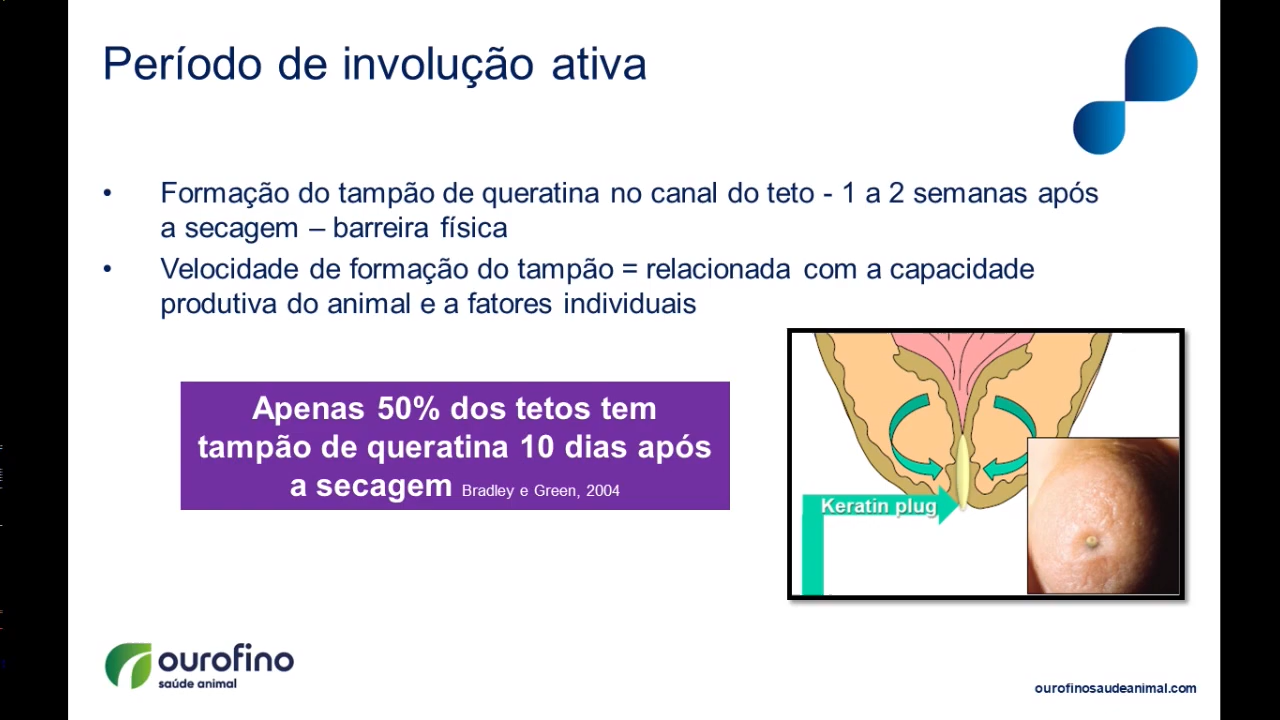 Período de involução ativa
• Formação do tampão de queratina no canal do teto - 1 a 2 semanas após
a secagem – barreira física
• Velocidade de formação do tampão = relacionada com a capacidade
produtiva do animal e a fatores individuais
Apenas 50% dos tetos tem
tampão de queratina 10 dias após
a secagem Bradley e Green, 2004
Keratin plug
ourofino
saúde animal
ourofinosaudeanimal.com